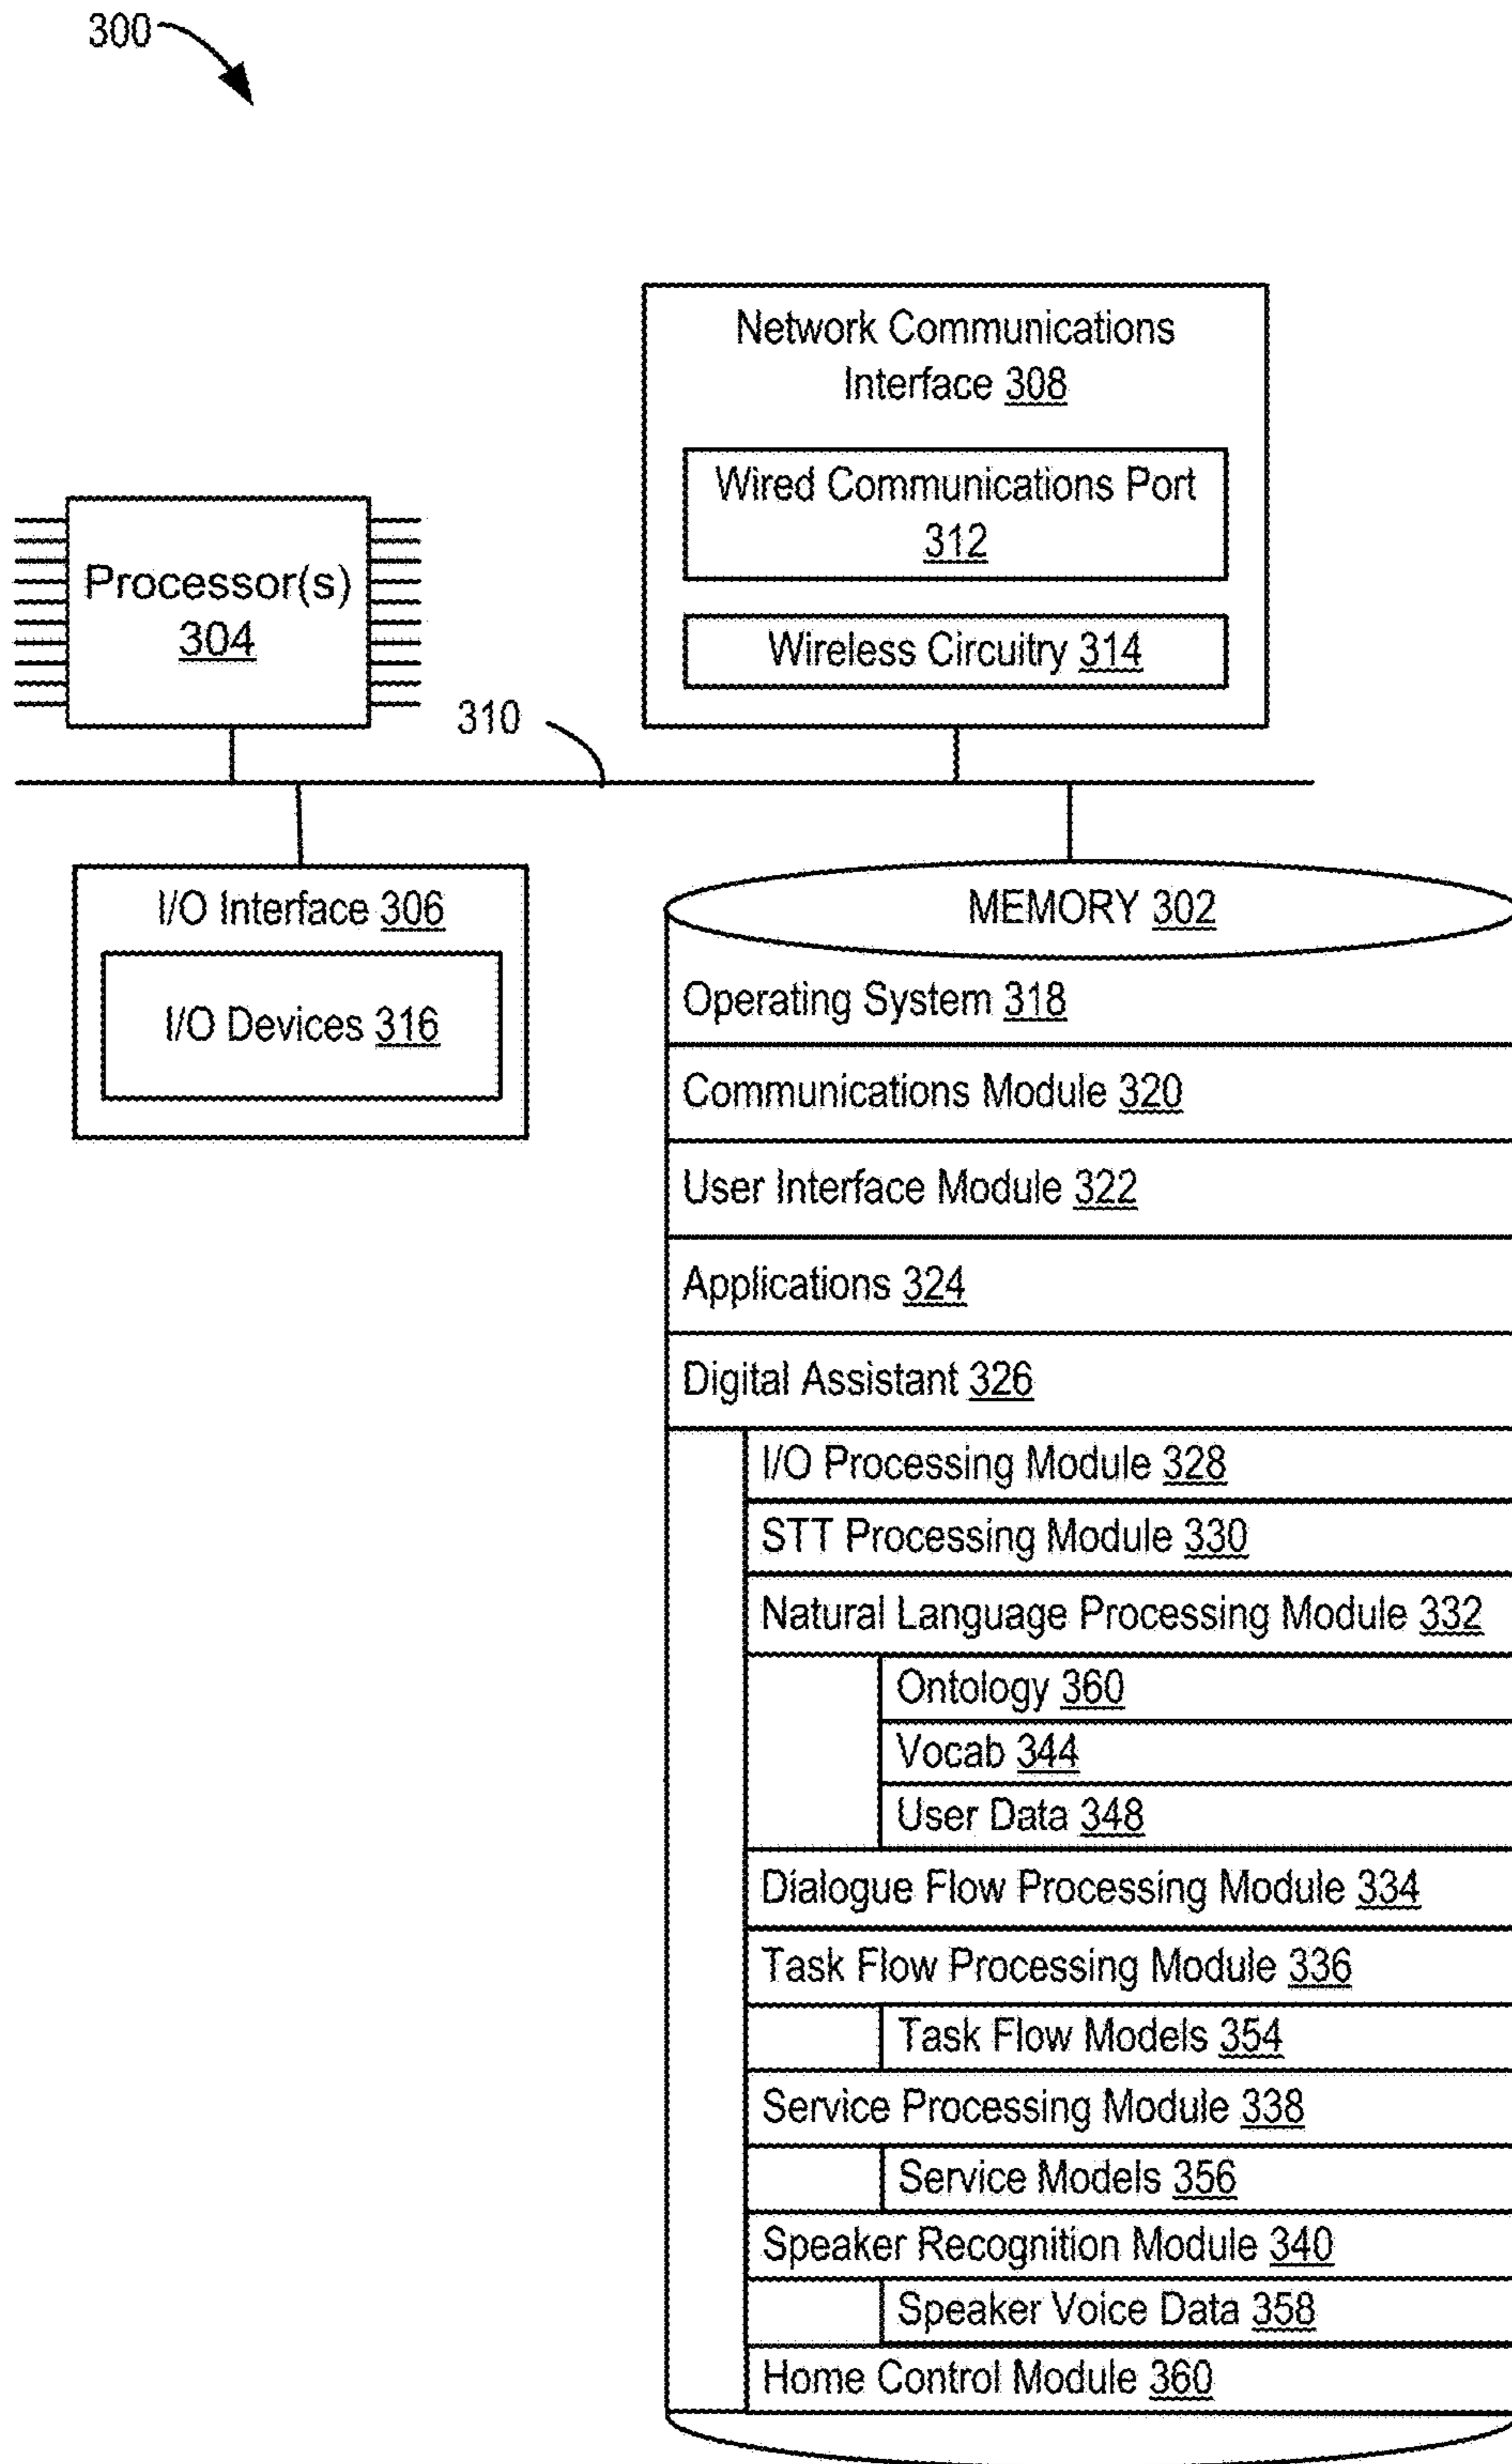 300
Network Communications
Interface 308
Wired Communications Port
312
Wireless Circuitry 314
Processor(s)
304
310
I/O Interface 306
I/O Devices 316
MEMORY 302
Operating System 318
Communications Module 320
User Interface Module 322
Applications 324
Digital Assistant 326
I/O Processing Module 328
STT Processing Module 330
Natural Language Processing Module 332
Ontology 360
Vocab 344
User Data 348
Dialogue Flow Processing Module 334
Task Flow Processing Module 336
Task Flow Models 354
Service Processing Module 338
Service Models 356
Speaker Recognition Module 340
Speaker Voice Data 358
Home Control Module 360